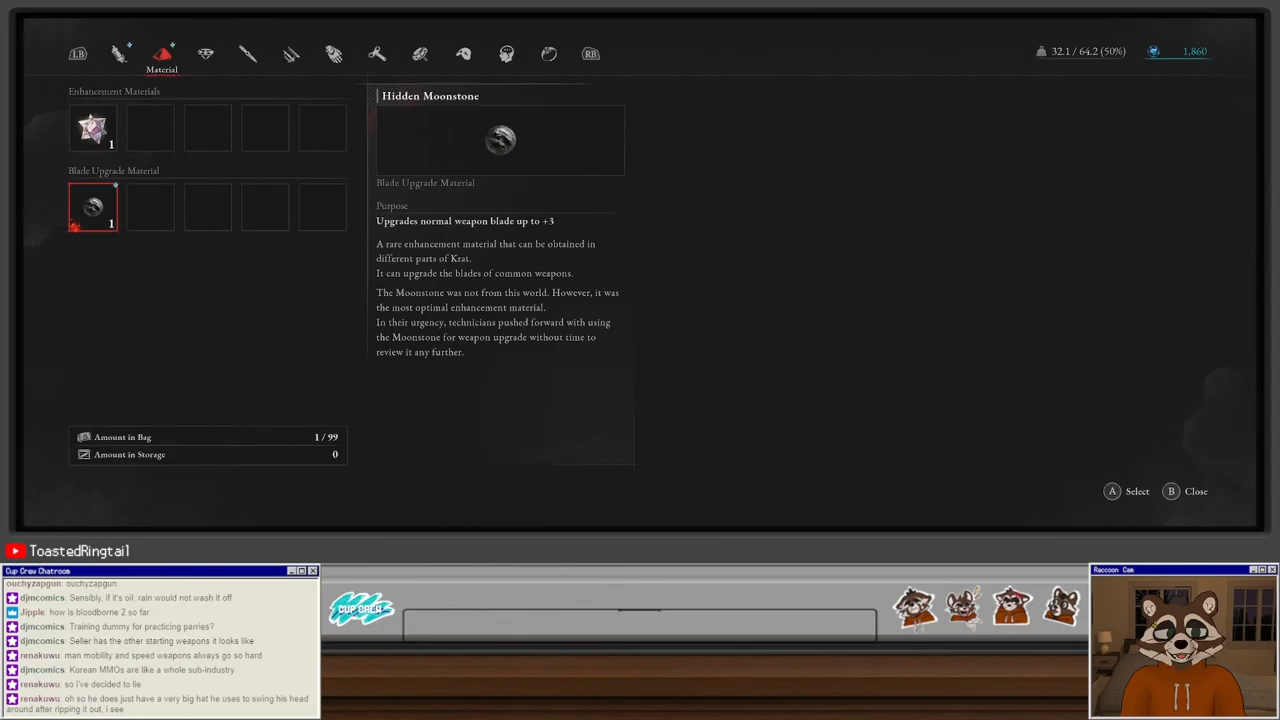 LB
RB
Material
32.1 / 64.2 (50%)
1,860
Enhancement Materials
1
Blade Upgrade Material
1
Hidden Moonstone
Blade Upgrade Material
Purpose
Upgrades normal weapon blade up to +3
A rare enhancement material that can be obtained in
different parts of Krat.
It can upgrade the blades of common weapons.
The Moonstone was not from this world. However, it was
the most optimal enhancement material.
In their urgency, technicians pushed forward with using
the Moonstone for weapon upgrade without time to
review it any further.
Amount in Bag 1 / 99
Amount in Storage 0
A Select B Close
ToastedRingtail
Cup Crew Chatroom
ouchyzapgun: ouchyzapgun
djmcomics: Sensibly, if it's oil, rain would not wash it off
Jipple: how is bloodborne 2 so far
djmcomics: Training dummy for practicing parries?
djmcomics: Seller has the other starting weapons it looks like
renakuwu: man mobility and speed weapons always go so hard
djmcomics: Korean MMOs are like a whole sub-industry
renakuwu: so i've decided to lie
renakuwu: oh so he does just have a very big hat he uses to swing his head
around after ripping it out, i see
CUP CREW
Raccoon Cam